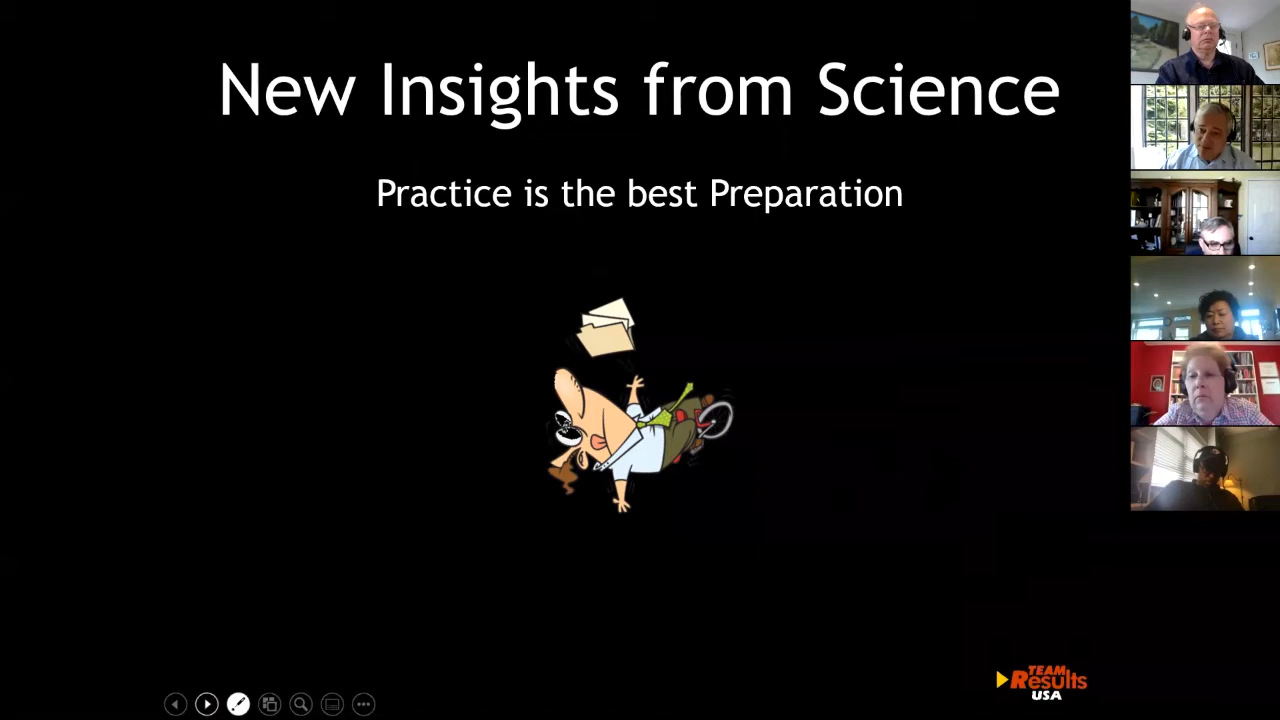 New Insights from Science
Practice is the best Preparation
TEAM
Results
USA